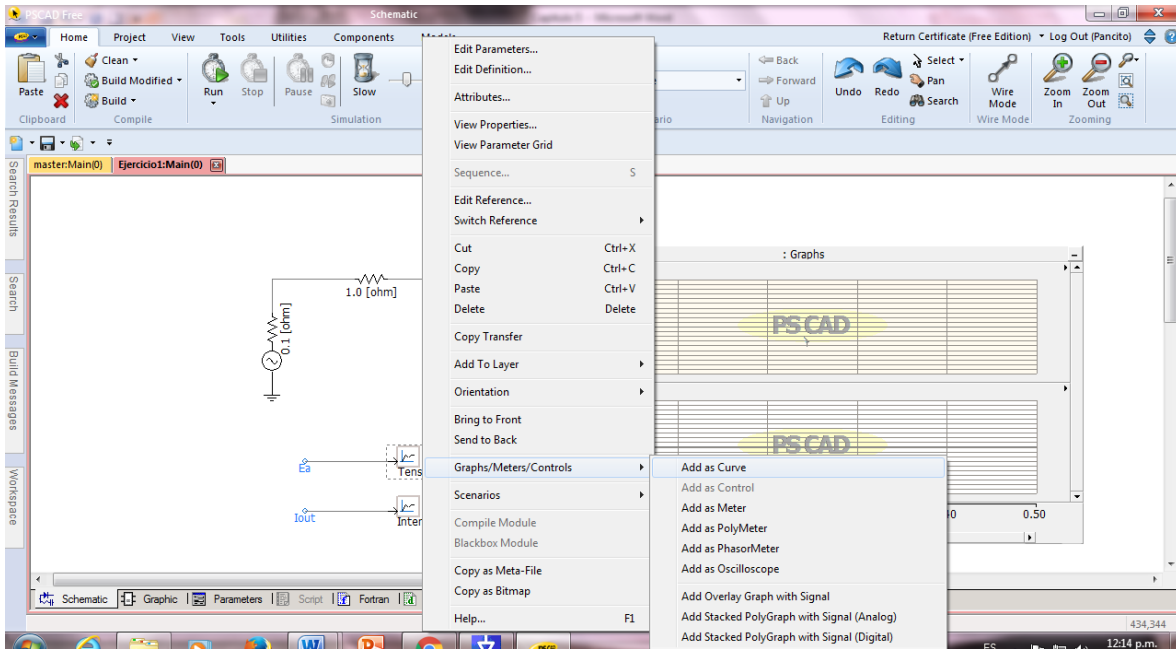 PSCAD Free
Schematic
Capítulo 5 - Microsoft Word
Home Project View Tools Utilities Components Models
Return Certificate (Free Edition) Log Out (Pancito)
Paste
Clean
Build Modified
Build
Run
Stop
Pause
Slow
Back
Forward
Up
Undo
Redo
Select
Pan
Search
Wire Mode
Zoom In
Zoom Out
Clipboard Compile Simulation Navigation Editing Wire Mode Zooming
master:Main(0) Ejercicio1:Main(0)
Search Results
Search
Build Messages
Workspace
1.0 [ohm]
0.1 [ohm]
Ea
Iout
Edit Parameters...
Edit Definition...
Attributes...
View Properties...
View Parameter Grid
Sequence... S
Edit Reference...
Switch Reference
Cut Ctrl+X
Copy Ctrl+C
Paste Ctrl+V
Delete Delete
Copy Transfer
Add To Layer
Orientation
Bring to Front
Send to Back
Graphs/Meters/Controls
Scenarios
Compile Module
Blackbox Module
Copy as Meta-File
Copy as Bitmap
Help... F1
: Graphs
PSCAD
PSCAD
0.50
Add as Curve
Add as Control
Add as Meter
Add as PolyMeter
Add as PhasorMeter
Add as Oscilloscope
Add Overlay Graph with Signal
Add Stacked PolyGraph with Signal (Analog)
Add Stacked PolyGraph with Signal (Digital)
Schematic Graphic Parameters Script Fortran
434,344
ES
12:14 p.m.